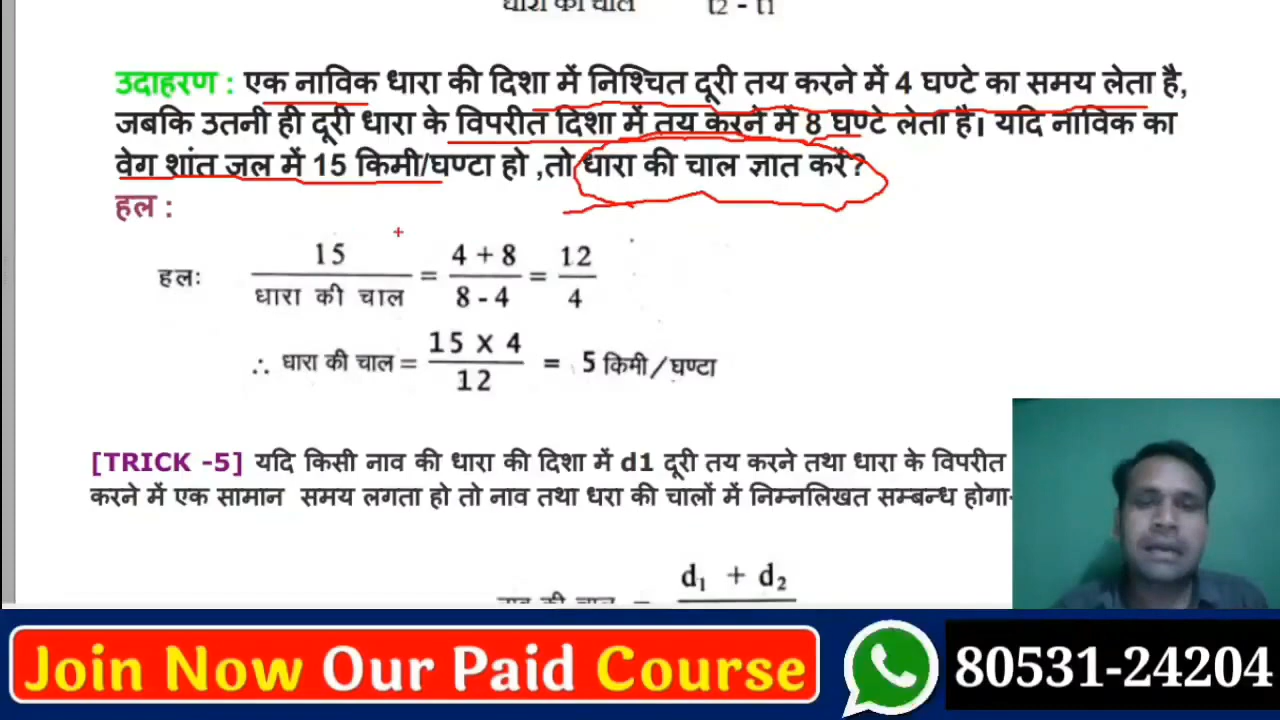 धारा की चाल t2 - t1
उदाहरण : एक नाविक धारा की दिशा में निश्चित दूरी तय करने में 4 घण्टे का समय लेता है,
जबकि उतनी ही दूरी धारा के विपरीत दिशा में तय करने में 8 घण्टे लेता है। यदि नाविक का
वेग शांत जल में 15 किमी/घण्टा हो ,तो धारा की चाल ज्ञात करें?
हल :
हलः 15 / धारा की चाल = 4 + 8 / 8 - 4 = 12 / 4
∴ धारा की चाल = 15 X 4 / 12 = 5 किमी/घण्टा
[TRICK -5] यदि किसी नाव की धारा की दिशा में d1 दूरी तय करने तथा धारा के विपरीत
करने में एक सामान समय लगता हो तो नाव तथा धरा की चालों में निम्नलिखत सम्बन्ध होगा-
d₁ + d₂
Join Now Our Paid Course
80531-24204